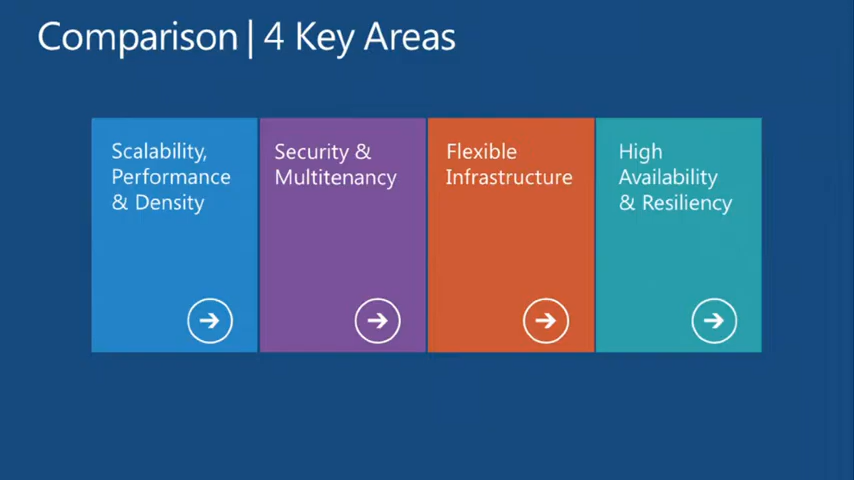 Comparison | 4 Key Areas
Scalability,
Performance
& Density
Security &
Multitenancy
Flexible
Infrastructure
High
Availability
& Resiliency